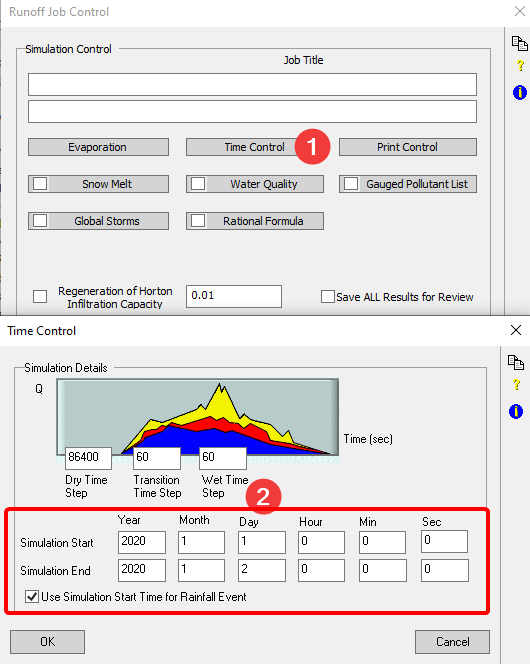 Runoff Job Control
Simulation Control
Job Title
Evaporation
Time Control
1
Print Control
Snow Melt
Water Quality
Gauged Pollutant List
Global Storms
Rational Formula
Regeneration of Horton
Infiltration Capacity
0.01
Save ALL Results for Review
Time Control
Simulation Details
Q
Time (sec)
86400 60 60
Dry Time Transition Wet Time
Step Time Step Step
2
Year Month Day Hour Min Sec
Simulation Start 2020 1 1 0 0 0
Simulation End 2020 1 2 0 0 0
Use Simulation Start Time for Rainfall Event
OK Cancel